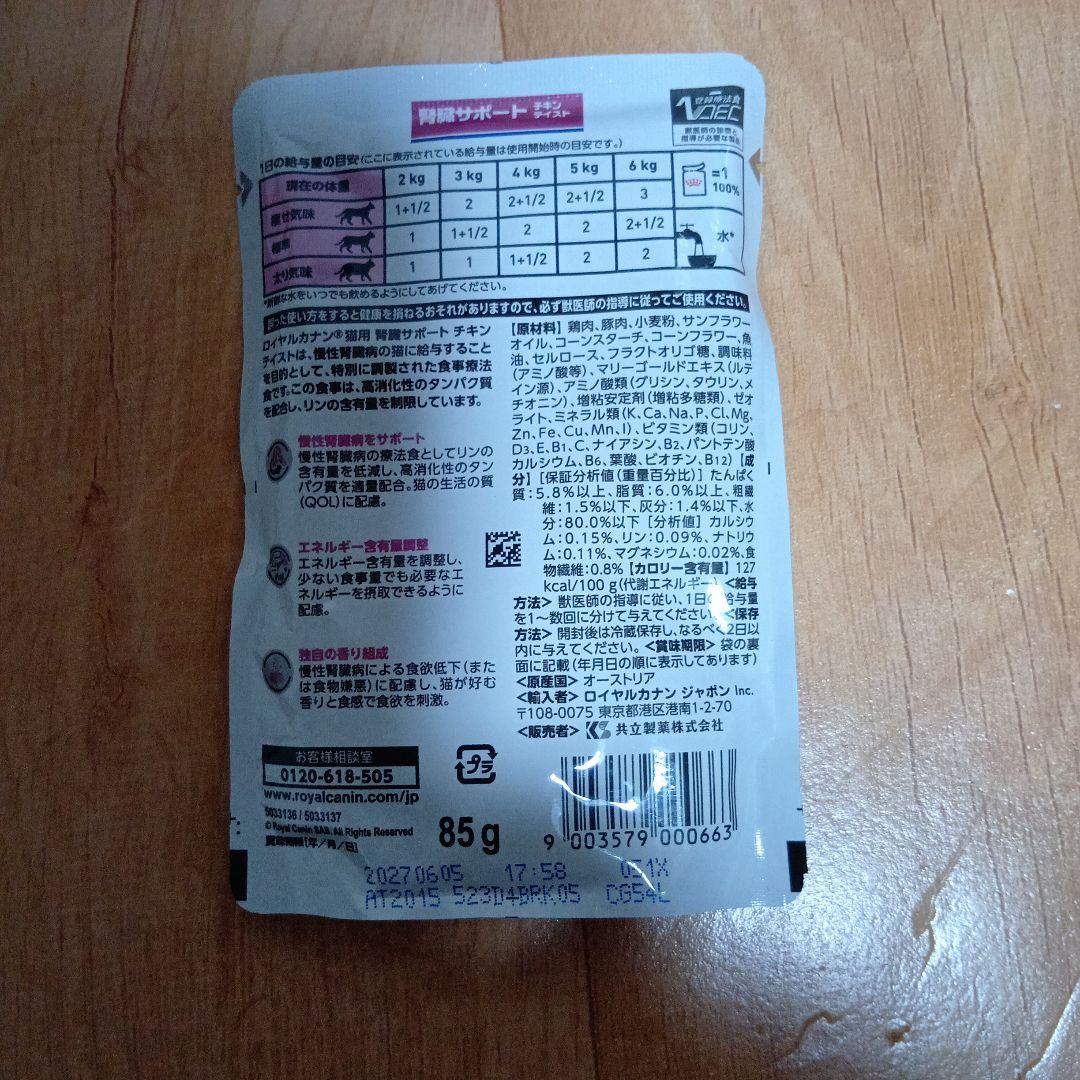 腎臓サポート チキンテイスト
登録療法食
VDEC
獣医師の診察と
指導が必要な製品
1日の給与量の目安(ここに表示されている給与量は使用開始時の目安です。)
現在の体重 2 kg 3 kg 4 kg 5 kg 6 kg =1 100%
痩せ気味 1+1/2 2 2+1/2 2+1/2 3
標準 1 1+1/2 2 2 2+1/2 水*
太り気味 1 1 1+1/2 2 2
*新鮮な水をいつでも飲めるようにしてあげてください。
誤った使い方をすると健康を損ねるおそれがありますので、必ず獣医師の指導に従ってご使用ください。
ロイヤルカナン®猫用 腎臓サポート チキン
テイストは、慢性腎臓病の猫に給与すること
を目的として、特別に調製された食事療法
食です。この食事は、高消化性のタンパク質
を配合し、リンの含有量を制限しています。
慢性腎臓病をサポート
慢性腎臓病の療法食としてリンの
含有量を低減し、高消化性のタン
パク質を適量配合。猫の生活の質
(QOL)に配慮。
エネルギー含有量調整
エネルギー含有量を調整し、
少ない食事量でも必要なエ
ネルギーを摂取できるように
配慮。
独自の香り組成
慢性腎臓病による食欲低下(また
は食物嫌悪)に配慮し、猫が好む
香りと食感で食欲を刺激。
【原材料】鶏肉、豚肉、小麦粉、サンフラワー
オイル、コーンスターチ、コーンフラワー、魚
油、セルロース、フラクトオリゴ糖、調味料
(アミノ酸等)、マリーゴールドエキス(ルテ
イン源)、アミノ酸類(グリシン、タウリン、メ
チオニン)、増粘安定剤(増粘多糖類)、ゼオ
ライト、ミネラル類(K、Ca、Na、P、Cl、Mg、
Zn、Fe、Cu、Mn、I)、ビタミン類(コリン、
D3、E、B1、C、ナイアシン、B2、パントテン酸
カルシウム、B6、葉酸、ビオチン、B12)【成
分】[保証分析値(重量百分比)]たんぱく
質:5.8%以上、脂質:6.0%以上、粗繊
維:1.5%以下、灰分:1.4%以下、水
分:80.0%以下[分析値]カルシウ
ム:0.15%、リン:0.09%、ナトリウ
ム:0.11%、マグネシウム:0.02%、食
物繊維:0.8%【カロリー含有量】127
kcal/100 g(代謝エネルギー)<給与
方法>獣医師の指導に従い、1日の給与量
を1〜数回に分けて与えてください。<保存
方法>開封後は冷蔵保存し、なるべく2日以
内に与えてください。<賞味期限>袋の裏
面に記載(年月日の順に表示してあります)
<原産国>オーストリア
<輸入者>ロイヤルカナン ジャポン Inc.
〒108-0075 東京都港区港南1-2-70
<販売者> KS 共立製薬株式会社
お客様相談室
0120-618-505
www.royalcanin.com/jp
プラ
5033136 / 5033137
© Royal Canin SAS. All Rights Reserved
賞味期限[年/月/日]
85 g
9 003579 000663
20270605 17:58 051X
AT2015 523D4BRK05 CG54L